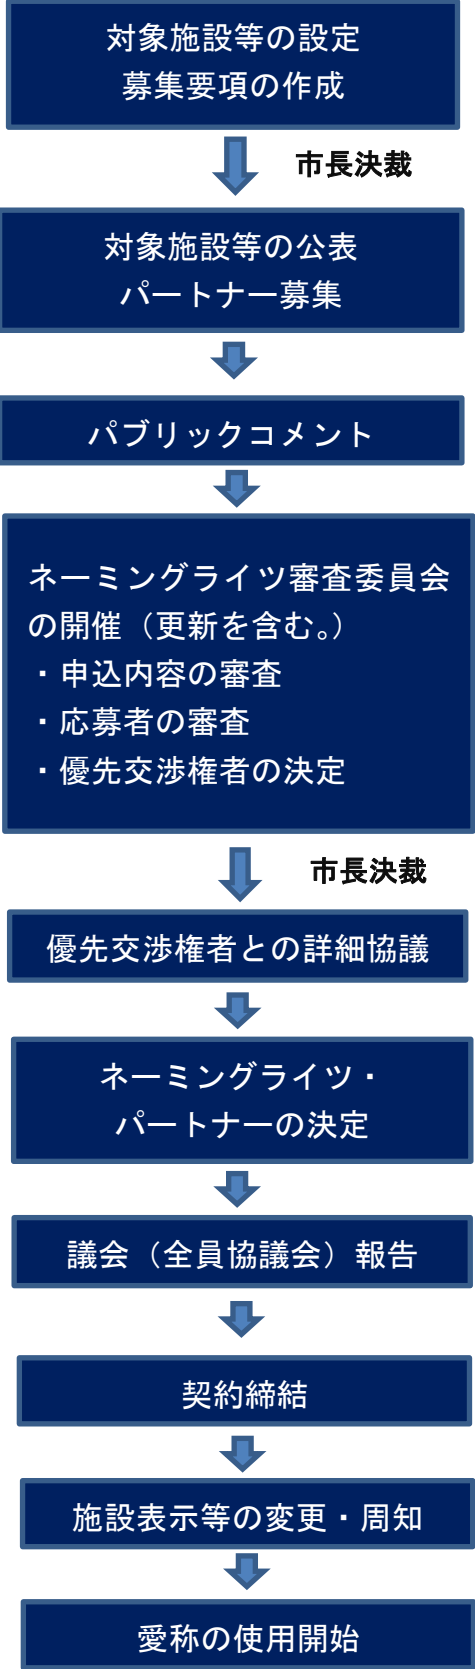 対象施設等の設定
募集要項の作成
市長決裁
対象施設等の公表
パートナー募集
パブリックコメント
ネーミングライツ審査委員会
の開催（更新を含む。）
・申込内容の審査
・応募者の審査
・優先交渉権者の決定
市長決裁
優先交渉権者との詳細協議
ネーミングライツ・
パートナーの決定
議会（全員協議会）報告
契約締結
施設表示等の変更・周知
愛称の使用開始